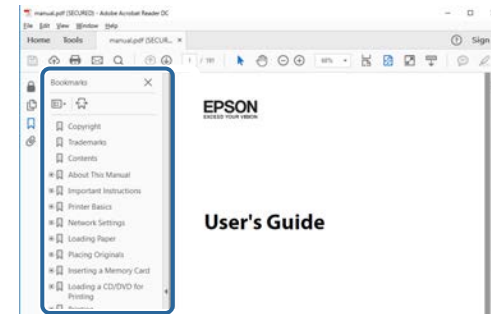 manual.pdf (SECURED) - Adobe Acrobat Reader DC
File Edit View Window Help
Home Tools manual.pdf (SECUR... × Sign
Bookmarks ×
Copyright
Trademarks
Contents
About This Manual
Important Instructions
Printer Basics
Network Settings
Loading Paper
Placing Originals
Inserting a Memory Card
Loading a CD/DVD for
Printing
EPSON
EXCEED YOUR VISION
User's Guide